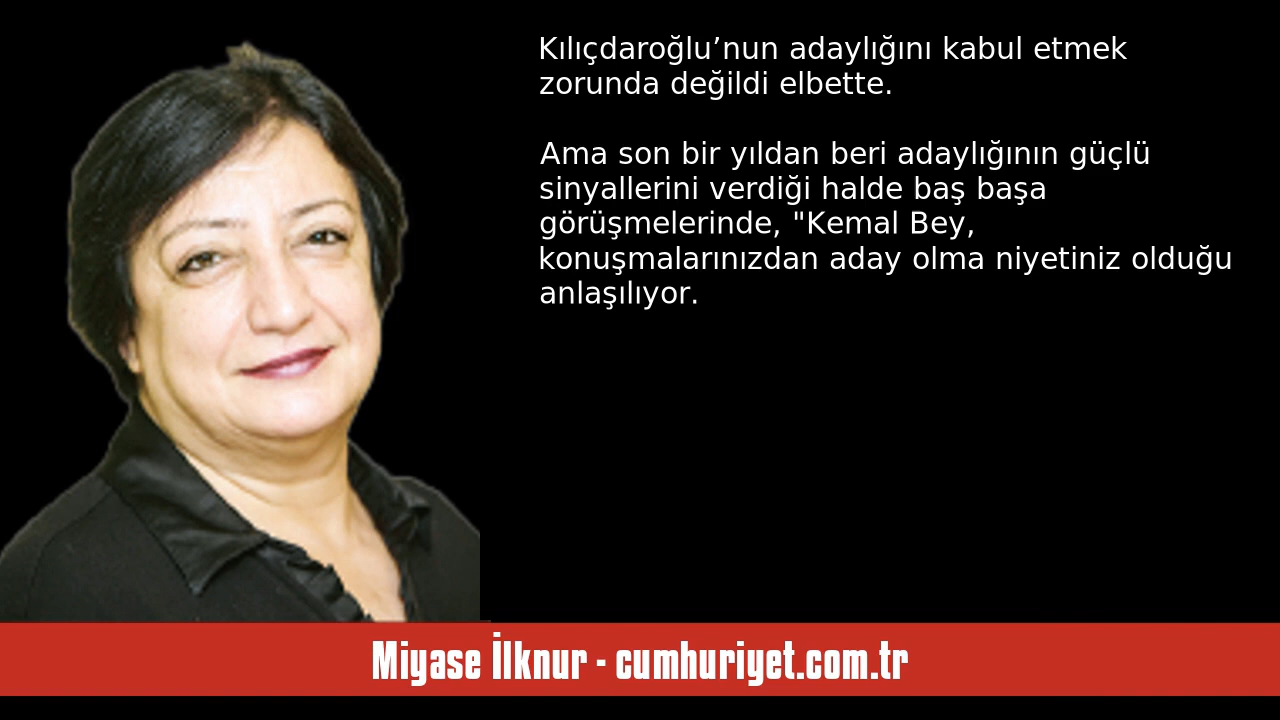 Kılıçdaroğlu’nun adaylığını kabul etmek
zorunda değildi elbette.
Ama son bir yıldan beri adaylığının güçlü
sinyallerini verdiği halde baş başa
görüşmelerinde, "Kemal Bey,
konuşmalarınızdan aday olma niyetiniz olduğu
anlaşılıyor.
Miyase İlknur - cumhuriyet.com.tr